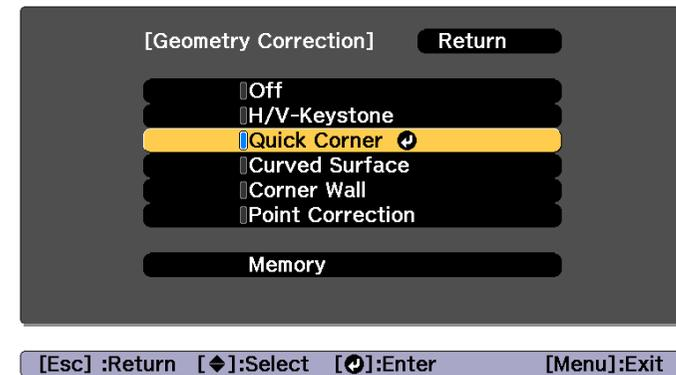 [Geometry Correction] Return
Off
H/V-Keystone
Quick Corner
Curved Surface
Corner Wall
Point Correction
Memory
[Esc] :Return [◆]:Select [↵]:Enter [Menu]:Exit